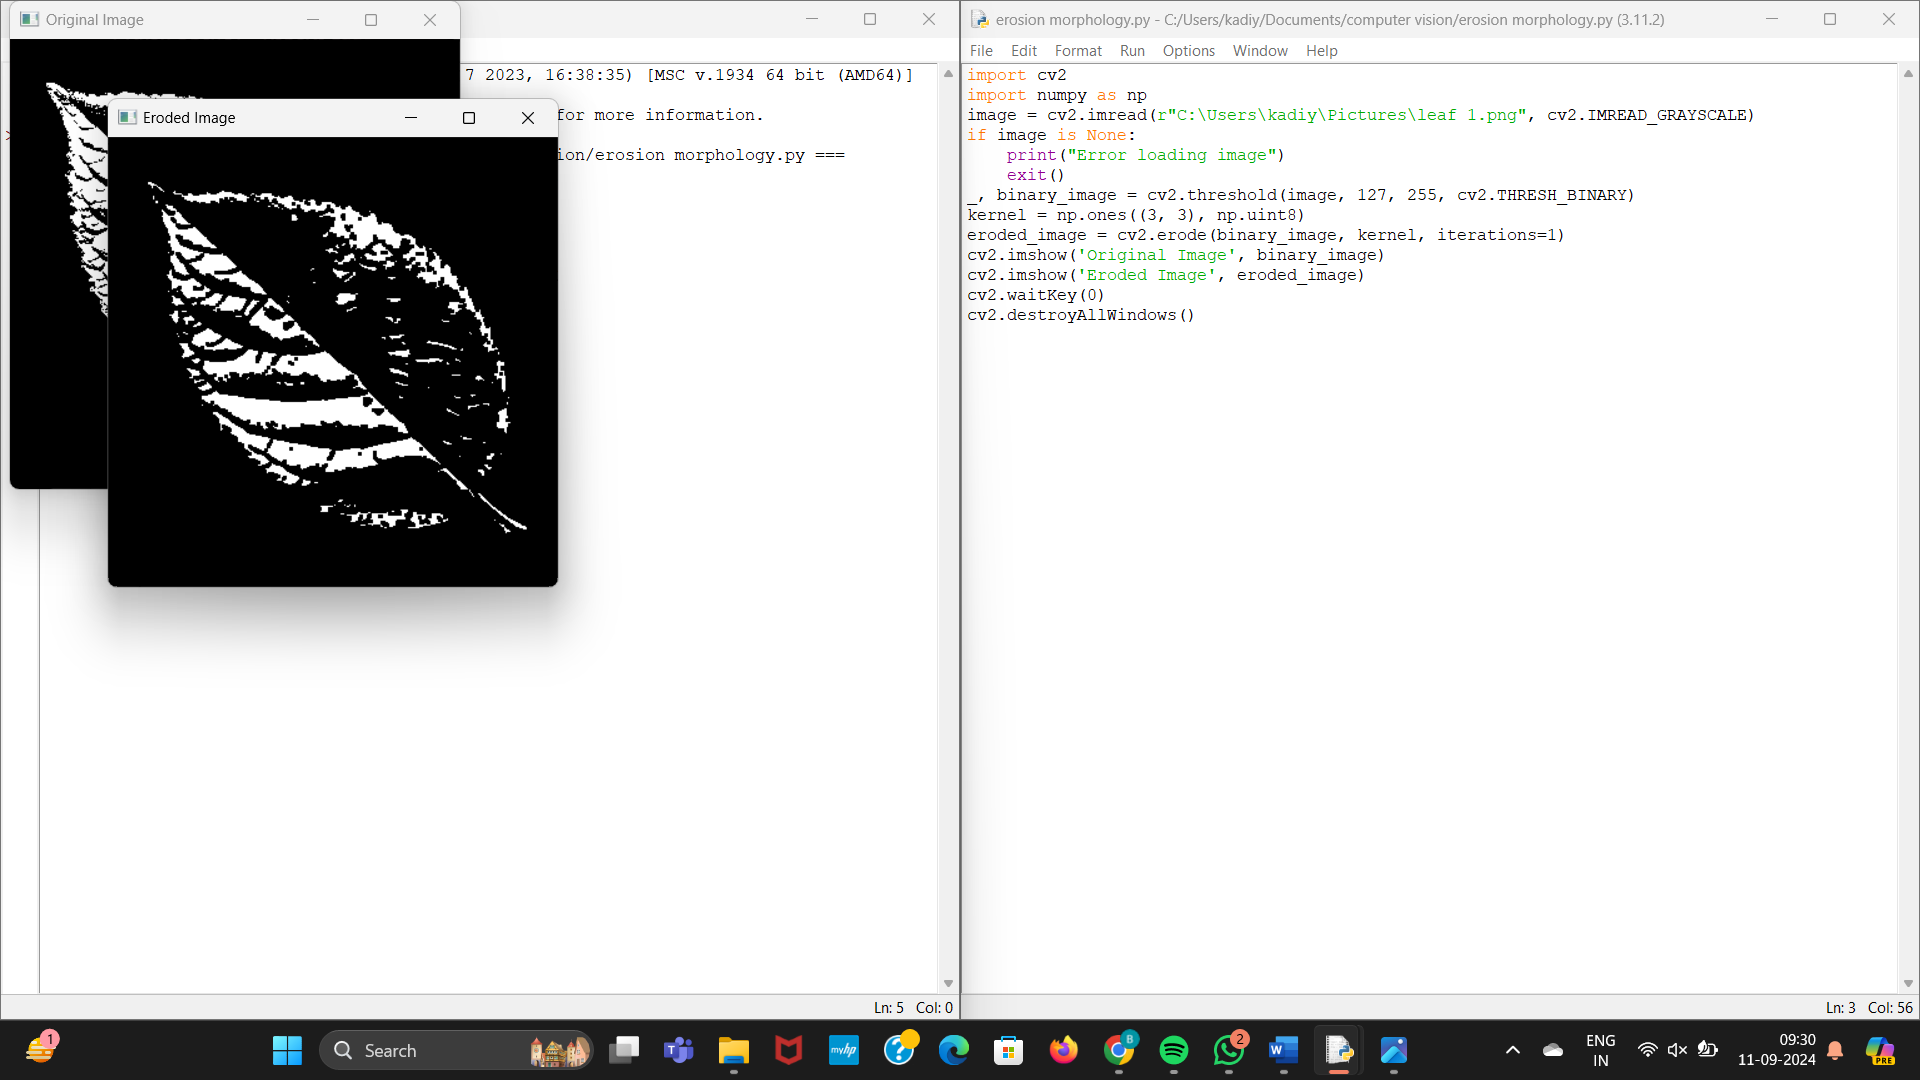 Original Image
7 2023, 16:38:35) [MSC v.1934 64 bit (AMD64)]
for more information.
ion/erosion morphology.py ===
Eroded Image
Ln: 5 Col: 0
erosion morphology.py - C:/Users/kadiy/Documents/computer vision/erosion morphology.py (3.11.2)
File Edit Format Run Options Window Help
import cv2
import numpy as np
image = cv2.imread(r"C:\Users\kadiy\Pictures\leaf 1.png", cv2.IMREAD_GRAYSCALE)
if image is None:
    print("Error loading image")
    exit()
_, binary_image = cv2.threshold(image, 127, 255, cv2.THRESH_BINARY)
kernel = np.ones((3, 3), np.uint8)
eroded_image = cv2.erode(binary_image, kernel, iterations=1)
cv2.imshow('Original Image', binary_image)
cv2.imshow('Eroded Image', eroded_image)
cv2.waitKey(0)
cv2.destroyAllWindows()
Ln: 3 Col: 56
1
Search
myhp
B
2
W
ENG
IN
09:30
11-09-2024
PRE